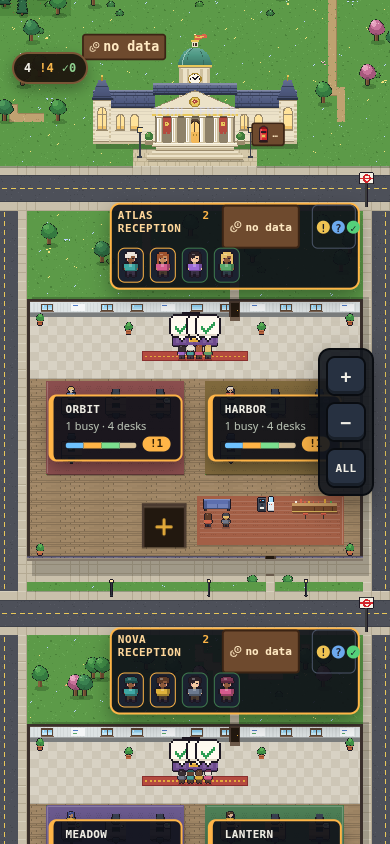 no data
4 !4 ✓0
–
ATLAS 2
RECEPTION
no data
! ? ✓
ORBIT
1 busy · 4 desks
!1
HARBOR
1 busy · 4 desks
+
−
ALL
+
NOVA 2
RECEPTION
no data
! ? ✓
MEADOW
LANTERN